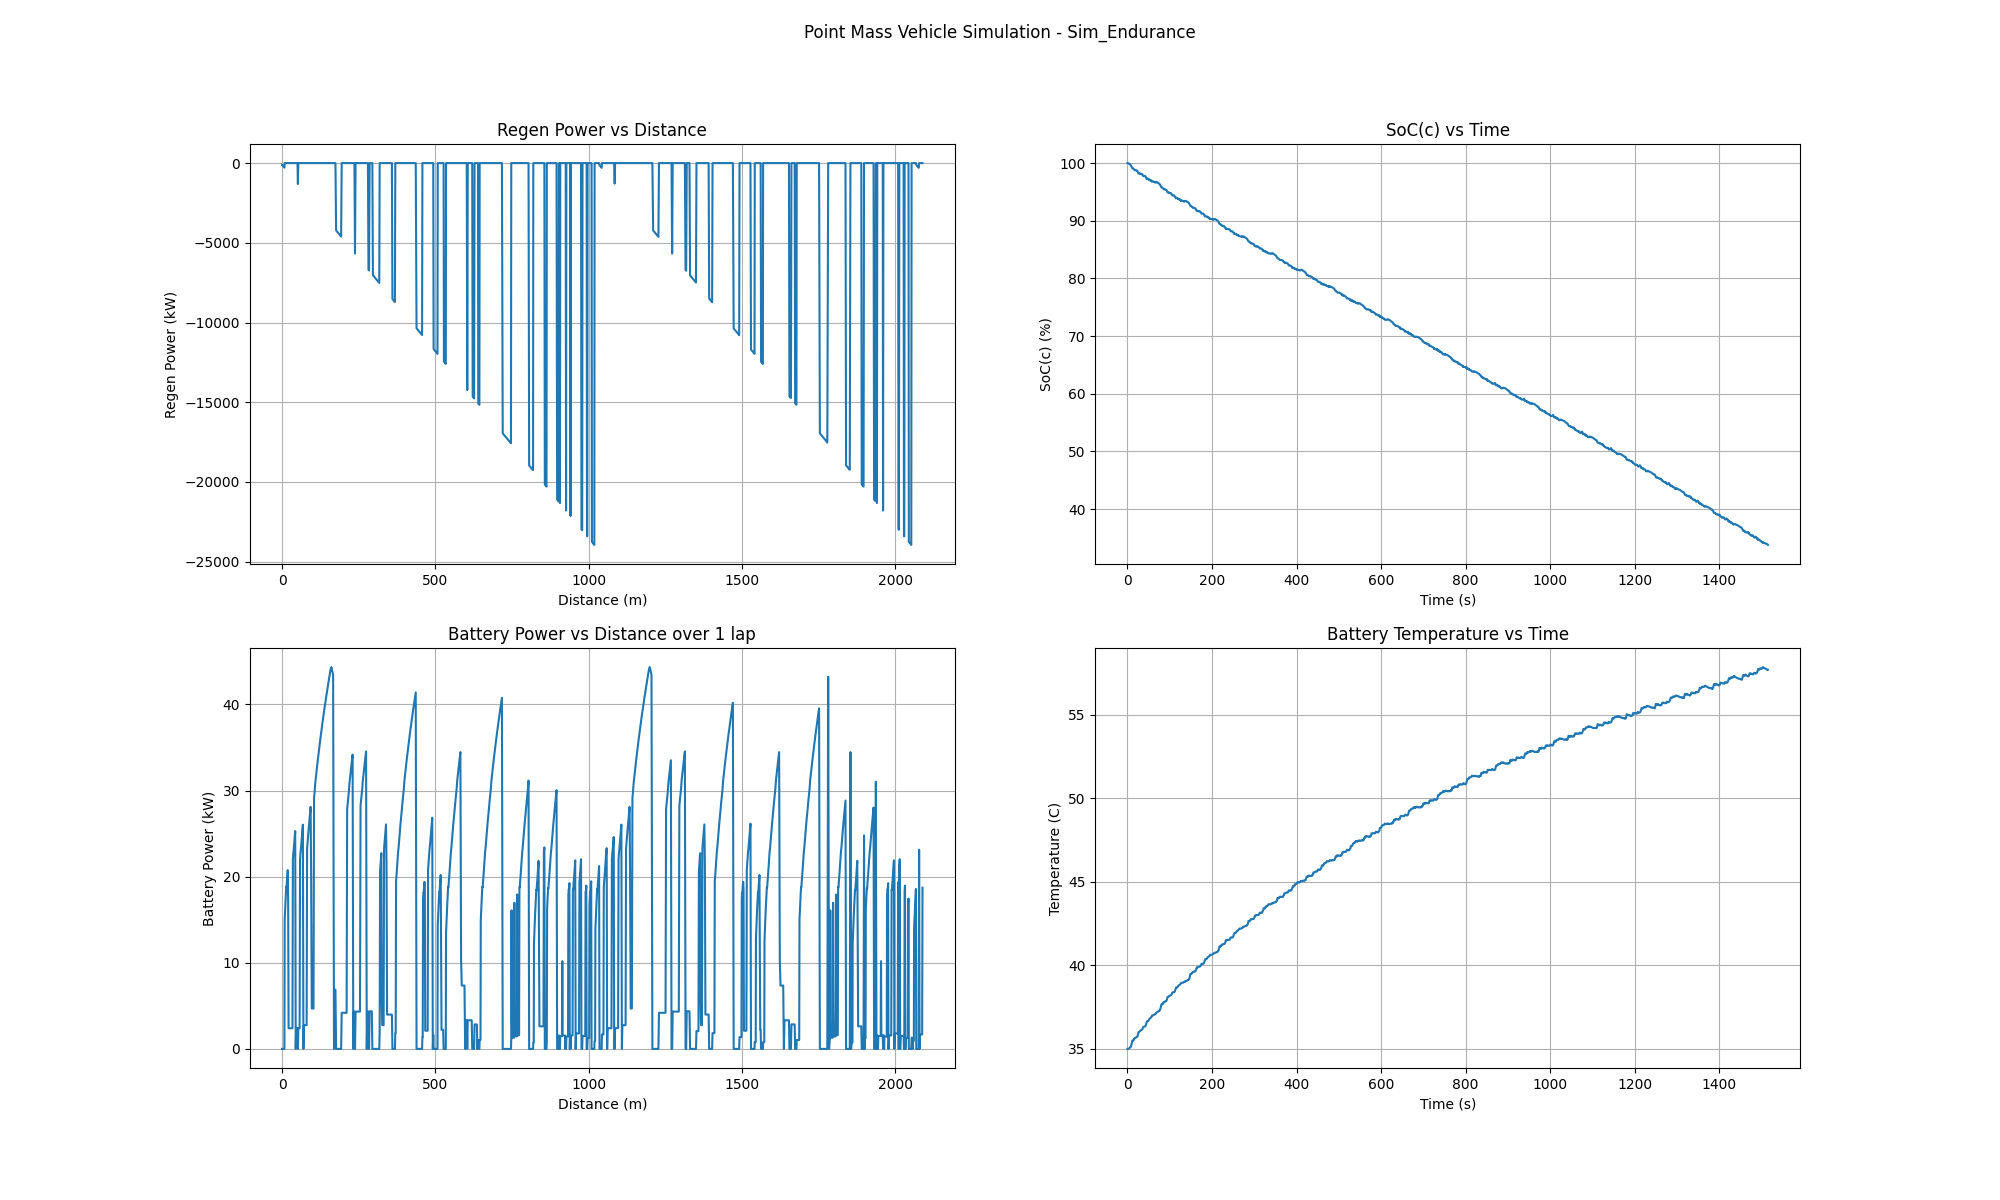 Point Mass Vehicle Simulation - Sim_Endurance
Regen Power vs Distance
0
−5000
−10000
−15000
−20000
−25000
Regen Power (kW)
0 500 1000 1500 2000
Distance (m)
SoC(c) vs Time
100
90
80
70
60
50
40
SoC(c) (%)
0 200 400 600 800 1000 1200 1400
Time (s)
Battery Power vs Distance over 1 lap
40
30
20
10
0
Battery Power (kW)
0 500 1000 1500 2000
Distance (m)
Battery Temperature vs Time
55
50
45
40
35
Temperature (C)
0 200 400 600 800 1000 1200 1400
Time (s)